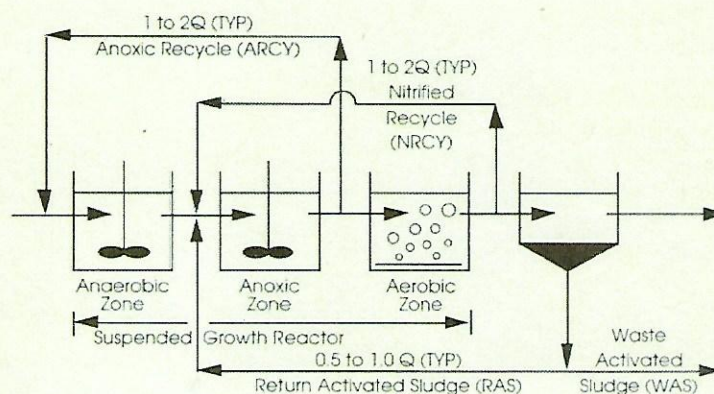 1 to 2Q (TYP)
Anoxic Recycle (ARCY)
1 to 2Q (TYP)
Nitrified
Recycle
(NRCY)
Anaerobic
Zone
Anoxic
Zone
Aerobic
Zone
Suspended Growth Reactor
0.5 to 1.0 Q (TYP)
Return Activated Sludge (RAS)
Waste
Activated
Sludge (WAS)